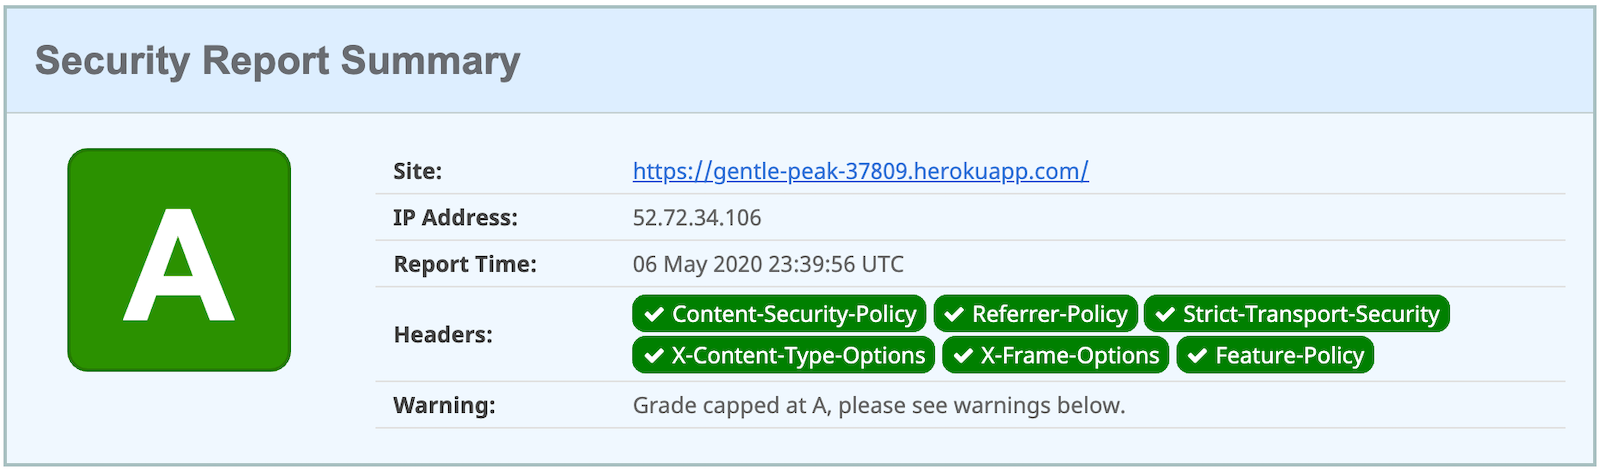 Security Report Summary
A
Site: https://gentle-peak-37809.herokuapp.com/
IP Address: 52.72.34.106
Report Time: 06 May 2020 23:39:56 UTC
Headers: Content-Security-Policy Referrer-Policy Strict-Transport-Security
X-Content-Type-Options X-Frame-Options Feature-Policy
Warning: Grade capped at A, please see warnings below.